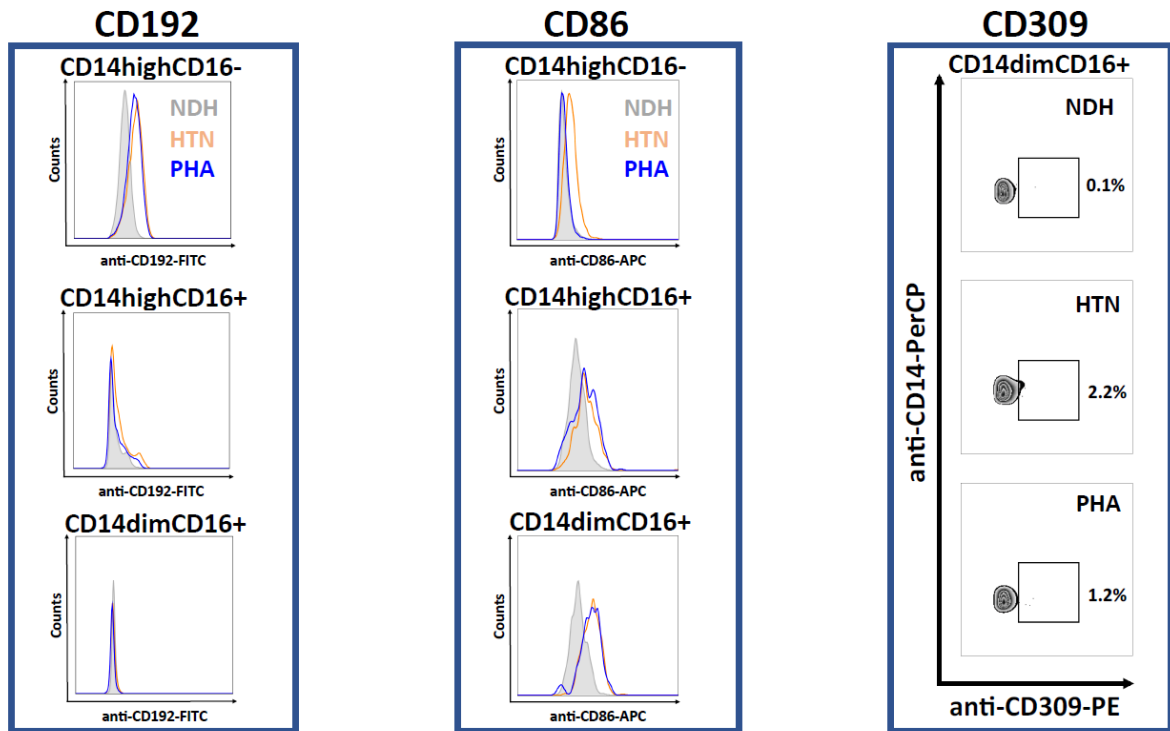 CD192
CD14highCD16-
NDH
HTN
PHA
Counts
anti-CD192-FITC
CD14highCD16+
Counts
anti-CD192-FITC
CD14dimCD16+
Counts
anti-CD192-FITC
CD86
CD14highCD16-
NDH
HTN
PHA
Counts
anti-CD86-APC
CD14highCD16+
Counts
anti-CD86-APC
CD14dimCD16+
Counts
anti-CD86-APC
CD309
CD14dimCD16+
NDH
0.1%
HTN
2.2%
PHA
1.2%
anti-CD14-PerCP
anti-CD309-PE